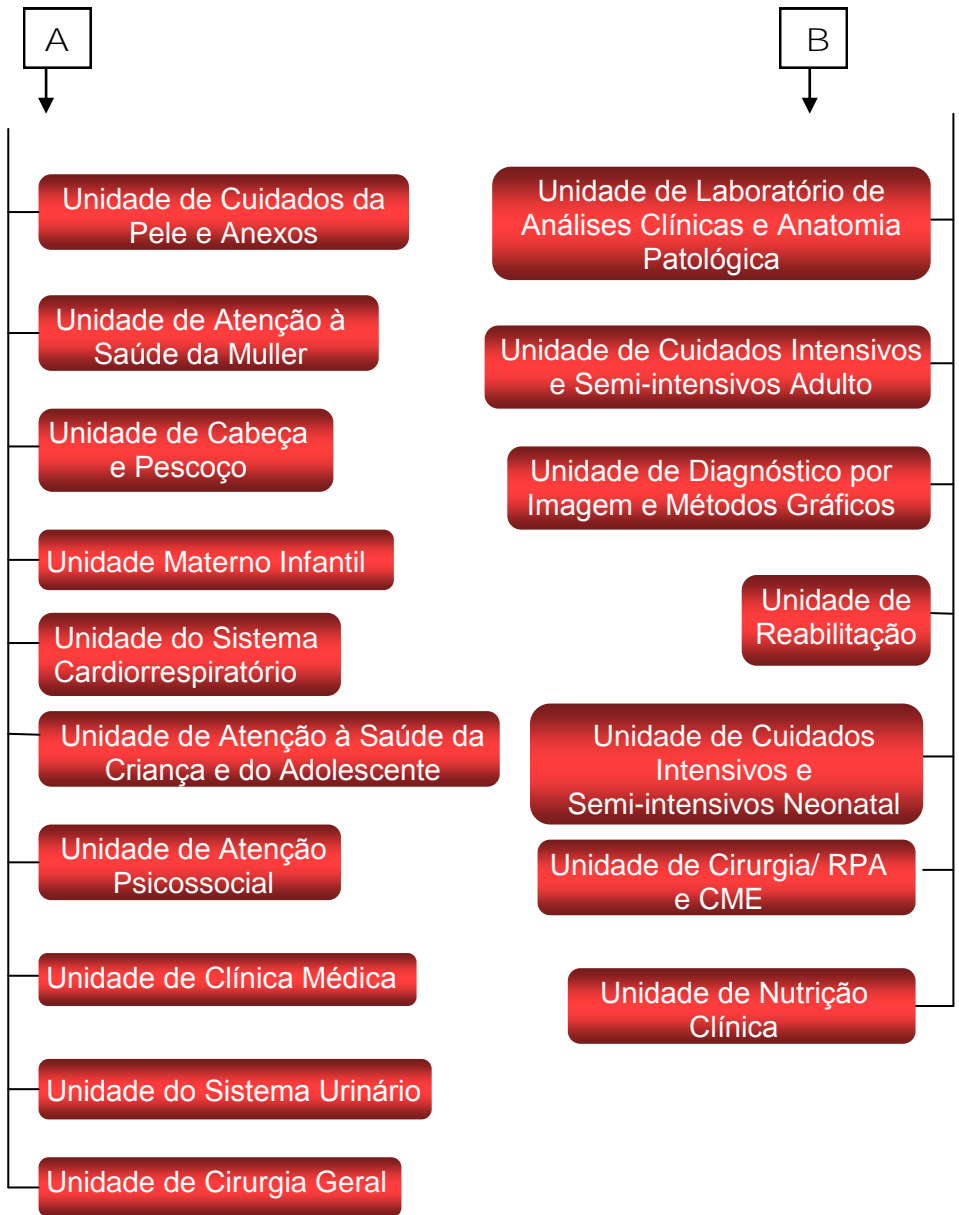 A
Unidade de Cuidados da
Pele e Anexos
Unidade de Atenção à
Saúde da Muller
Unidade de Cabeça
e Pescoço
Unidade Materno Infantil
Unidade do Sistema
Cardiorrespiratório
Unidade de Atenção à Saúde da
Criança e do Adolescente
Unidade de Atenção
Psicossocial
Unidade de Clínica Médica
Unidade do Sistema Urinário
Unidade de Cirurgia Geral
B
Unidade de Laboratório de
Análises Clínicas e Anatomia
Patológica
Unidade de Cuidados Intensivos
e Semi-intensivos Adulto
Unidade de Diagnóstico por
Imagem e Métodos Gráficos
Unidade de
Reabilitação
Unidade de Cuidados
Intensivos e
Semi-intensivos Neonatal
Unidade de Cirurgia/ RPA
e CME
Unidade de Nutrição
Clínica